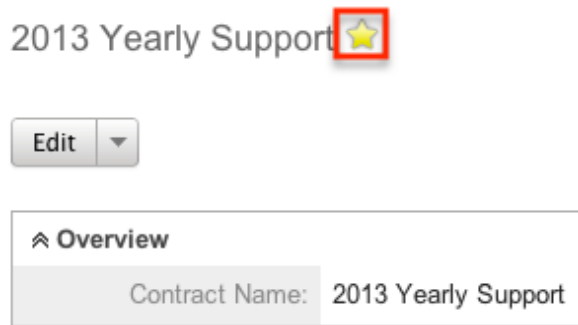 2013 Yearly Support
Edit
Overview
Contract Name: 2013 Yearly Support